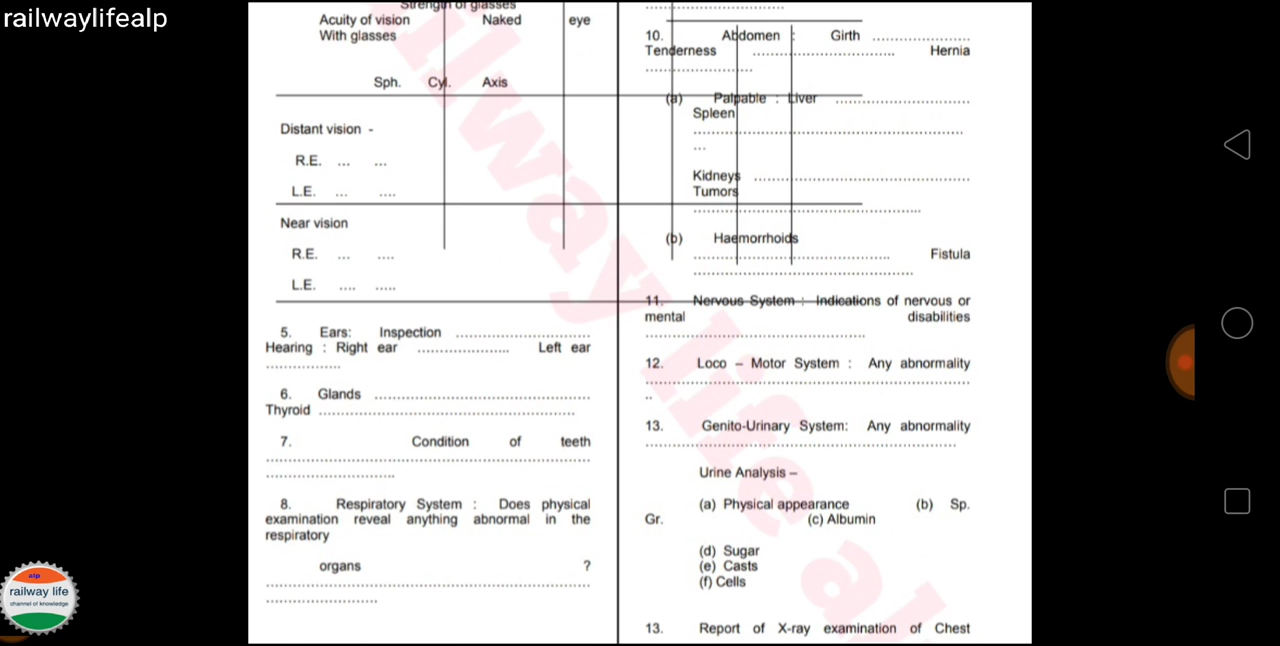 railwaylifealp
Strength of glasses
Acuity of vision Naked eye
With glasses
Sph. Cyl. Axis
Distant vision -
R.E. ... ...
L.E. ... ....
Near vision
R.E. ... ....
L.E. .... .....
5. Ears: Inspection ..............................
Hearing : Right ear ..................... Left ear
.................
6. Glands ................................................
Thyroid .........................................................
7. Condition of teeth
........................................................................
.............................
8. Respiratory System : Does physical
examination reveal anything abnormal in the
respiratory
organs ?
........................................................................
.........................
..............................
10. Abdomen : Girth ......................
Tenderness ................................ Hernia
........................
(a) Palpable : Liver ..............................
Spleen
............................................................
...
Kidneys ................................................
Tumors
...................................................
(b) Haemorrhoids
............................................ Fistula
.................................................
11. Nervous System : Indications of nervous or
mental disabilities
.................................................
12. Loco – Motor System : Any abnormality
........................................................................
..
13. Genito-Urinary System: Any abnormality
.....................................................................
Urine Analysis –
(a) Physical appearance (b) Sp.
Gr. (c) Albumin
(d) Sugar
(e) Casts
(f) Cells
13. Report of X-ray examination of Chest
ilway life al
alp
railway life
channel of knowledge